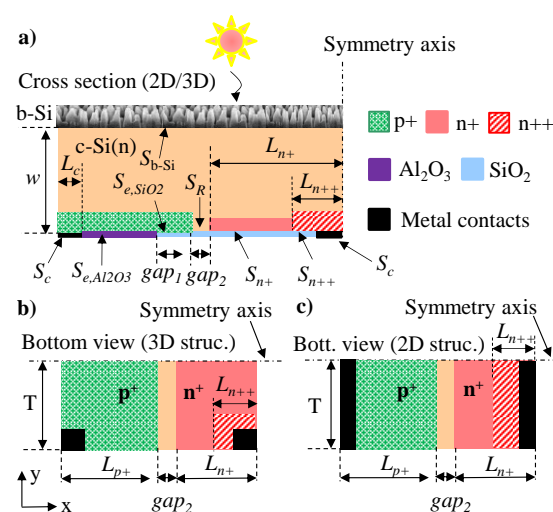 a)
Symmetry axis
Cross section (2D/3D)
b-Si
c-Si(n)
S_b-Si
L_n+
L_c
w
S_e,SiO2
S_R
L_n++
S_c
S_e,Al2O3
gap_1
gap_2
S_n+
S_n++
S_c
p+
n+
n++
Al₂O₃
SiO₂
Metal contacts
b)
Symmetry axis
Bottom view (3D struc.)
T
p⁺
n⁺
L_n++
L_p+
L_n+
gap_2
y
x
c)
Symmetry axis
L_n++
Bott. view (2D struc.)
T
p⁺
n⁺
L_p+
L_n+
gap_2